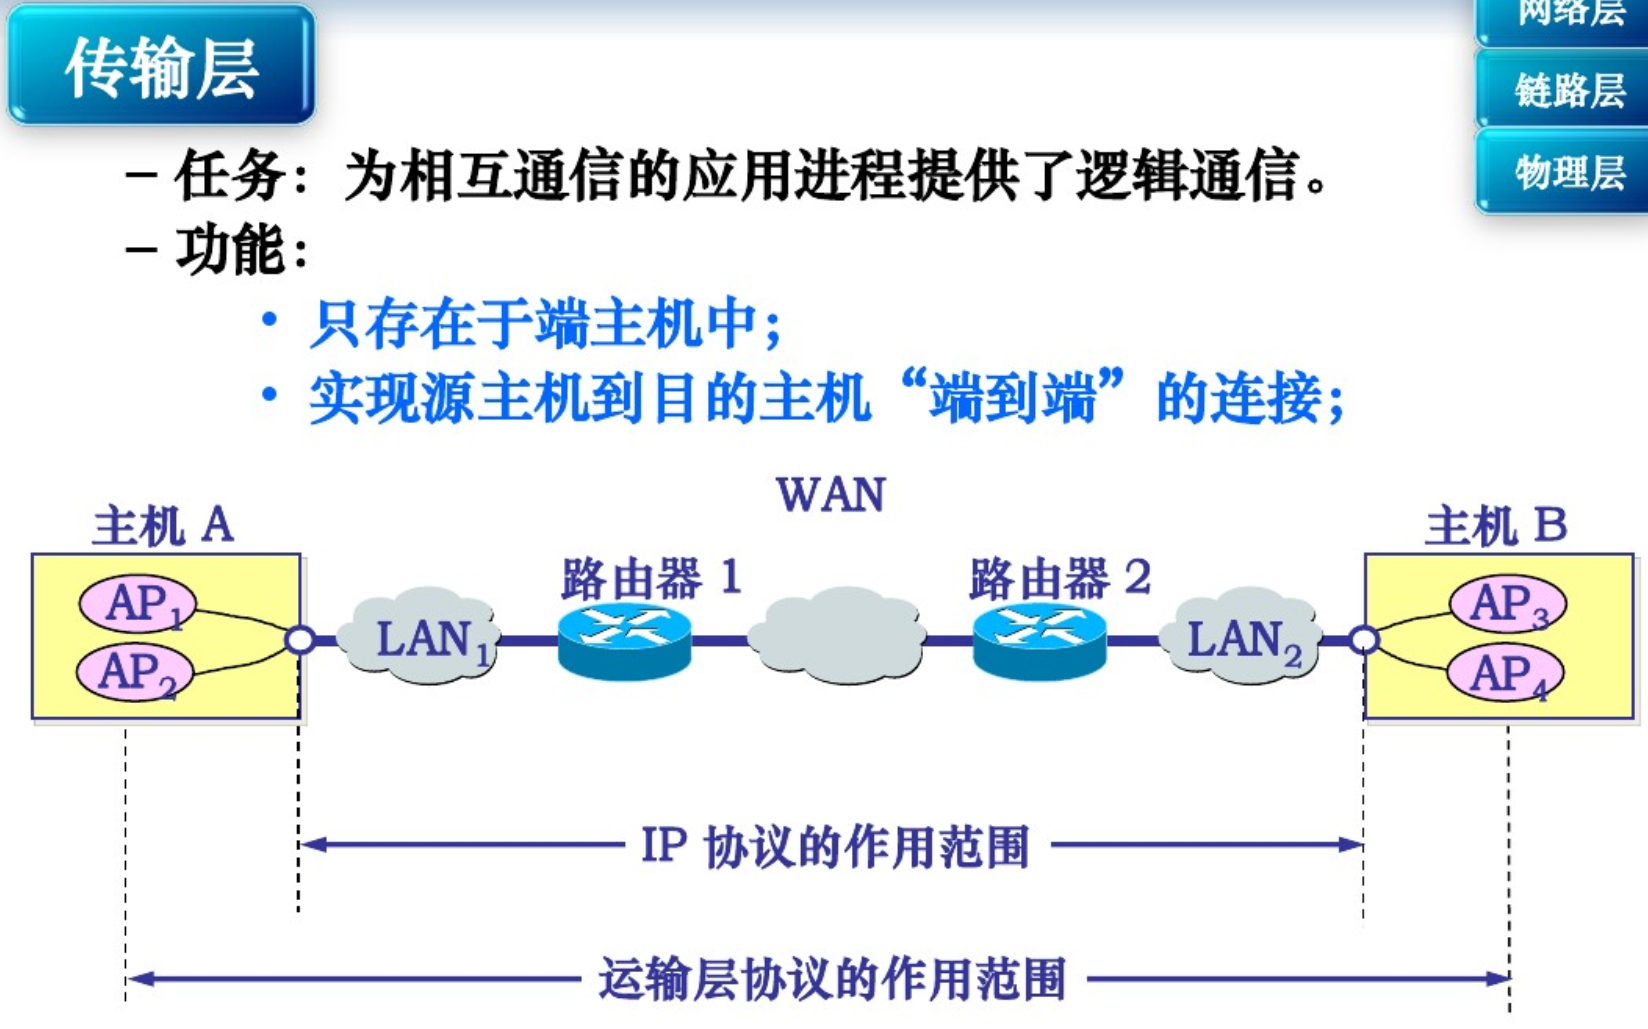 网络层
传输层
链路层
物理层
– 任务：为相互通信的应用进程提供了逻辑通信。
– 功能：
• 只存在于端主机中；
• 实现源主机到目的主机“端到端”的连接；
WAN
主机 A
主机 B
路由器 1
路由器 2
AP1
AP2
LAN1
LAN2
AP3
AP4
IP 协议的作用范围
运输层协议的作用范围